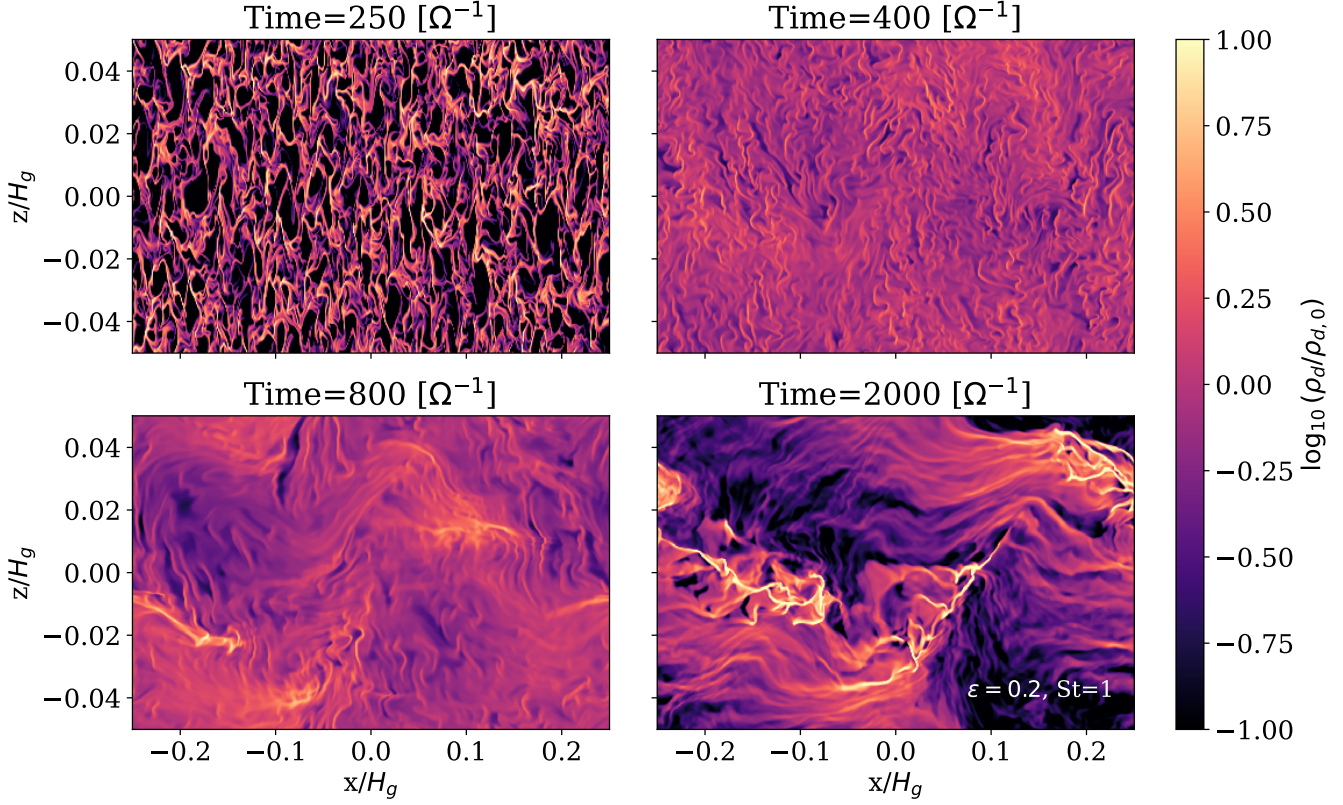 Time=250 [Ω⁻¹]
Time=400 [Ω⁻¹]
0.04
0.02
0.00
−0.02
−0.04
z/H_g
Time=800 [Ω⁻¹]
Time=2000 [Ω⁻¹]
0.04
0.02
0.00
−0.02
−0.04
z/H_g
ε = 0.2, St=1
−0.2 −0.1 0.0 0.1 0.2
x/H_g
−0.2 −0.1 0.0 0.1 0.2
x/H_g
1.00
0.75
0.50
0.25
0.00
−0.25
−0.50
−0.75
−1.00
log₁₀(ρ_d/ρ_{d,0})